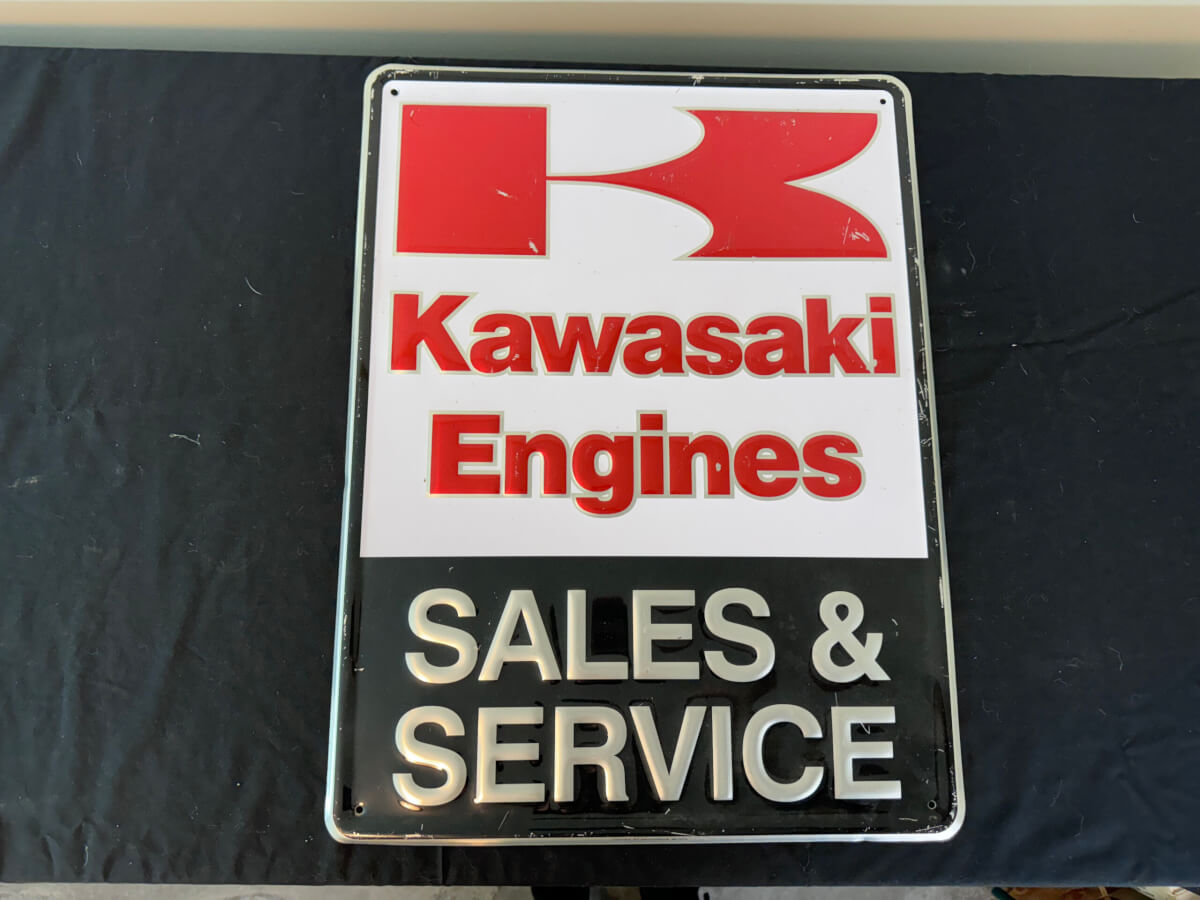 Kawasaki
Engines
SALES &
SERVICE